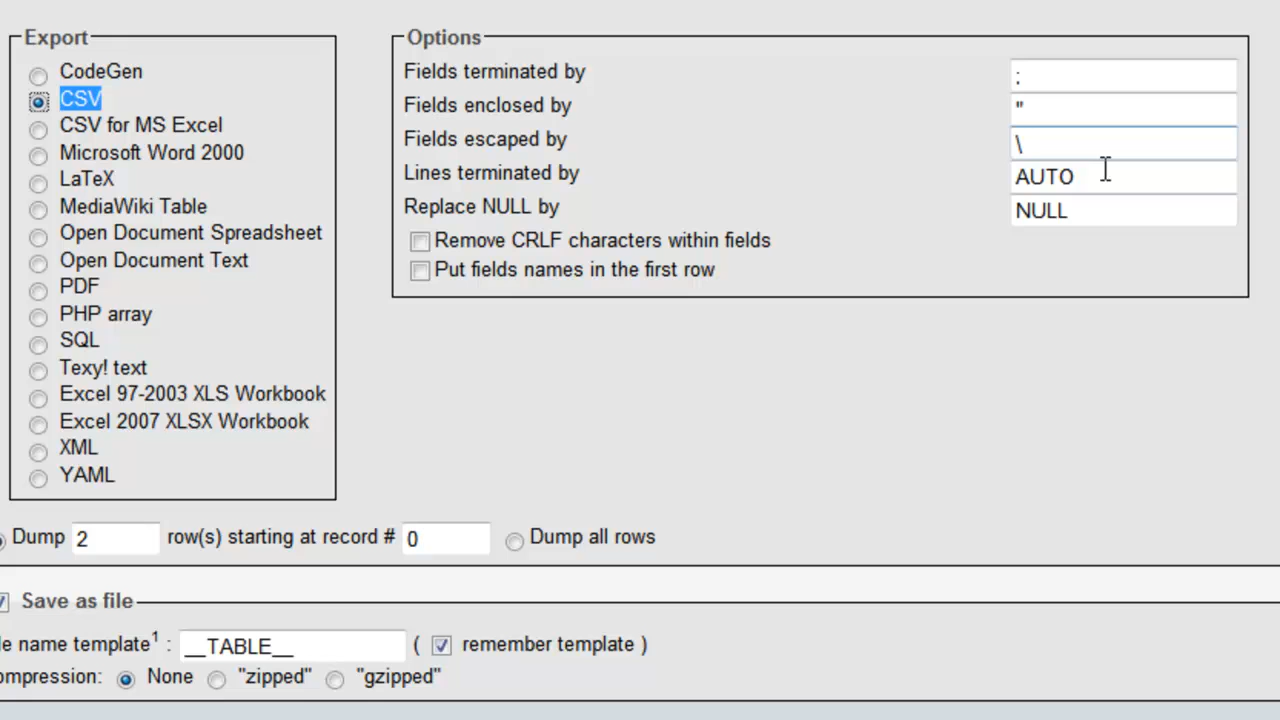 Export
CodeGen
CSV
CSV for MS Excel
Microsoft Word 2000
LaTeX
MediaWiki Table
Open Document Spreadsheet
Open Document Text
PDF
PHP array
SQL
Texy! text
Excel 97-2003 XLS Workbook
Excel 2007 XLSX Workbook
XML
YAML
Options
Fields terminated by :
Fields enclosed by "
Fields escaped by \
Lines terminated by AUTO
Replace NULL by NULL
Remove CRLF characters within fields
Put fields names in the first row
Dump 2 row(s) starting at record # 0 Dump all rows
Save as file
le name template1 : __TABLE__ ( remember template )
ompression: None "zipped" "gzipped"